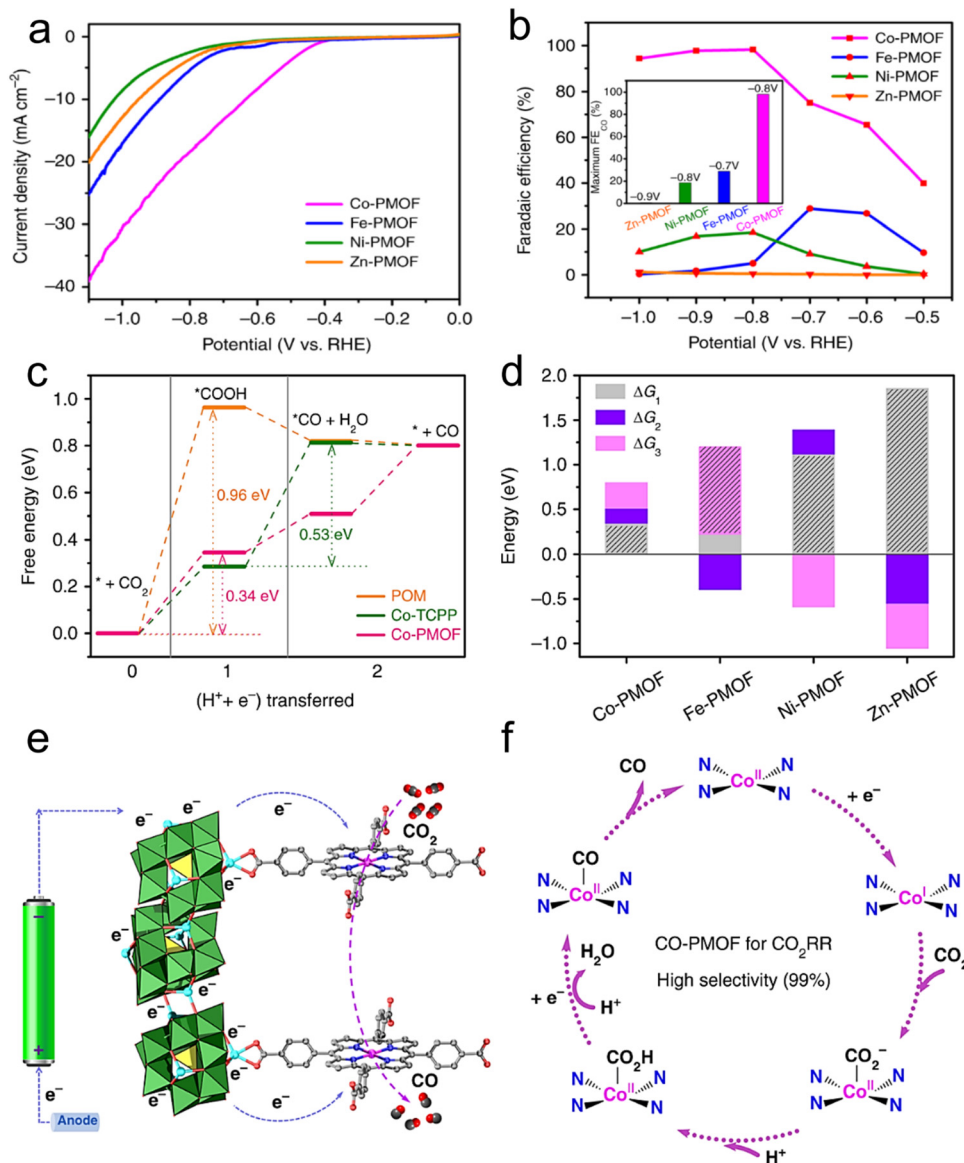 a
0
−10
−20
−30
−40
−1.0
−0.8
−0.6
−0.4
−0.2
0.0
Current density (mA cm⁻²)
Potential (V vs. RHE)
Co-PMOF
Fe-PMOF
Ni-PMOF
Zn-PMOF
b
100
80
60
40
20
0
−1.0
−0.9
−0.8
−0.7
−0.6
−0.5
Faradaic efficiency (%)
Potential (V vs. RHE)
Co-PMOF
Fe-PMOF
Ni-PMOF
Zn-PMOF
Maximum FE_CO (%)
100
80
60
40
20
0
−0.9V
−0.8V
−0.7V
−0.8V
Zn-PMOF
Ni-PMOF
Fe-PMOF
Co-PMOF
c
Free energy (eV)
1.0
0.8
0.6
0.4
0.2
0.0
* + CO₂
*COOH
*CO + H₂O
* + CO
0.96 eV
0.34 eV
0.53 eV
POM
Co-TCPP
Co-PMOF
0
1
2
(H⁺+ e⁻) transferred
d
Energy (eV)
2.0
1.5
1.0
0.5
0.0
−0.5
−1.0
ΔG₁
ΔG₂
ΔG₃
Co-PMOF
Fe-PMOF
Ni-PMOF
Zn-PMOF
e
−
+
e⁻
Anode
e⁻
e⁻
e⁻
e⁻
e⁻
e⁻
e⁻
e⁻
e⁻
e⁻
e⁻
e⁻
CO₂
CO
f
CO
N N
Co^II
N N
+ e⁻
N N
Co^I
N N
CO₂
CO₂⁻
N N
Co^II
N N
H⁺
CO₂H
N N
Co^II
N N
+ e⁻
H⁺
H₂O
CO
N N
Co^II
N N
CO-PMOF for CO₂RR
High selectivity (99%)